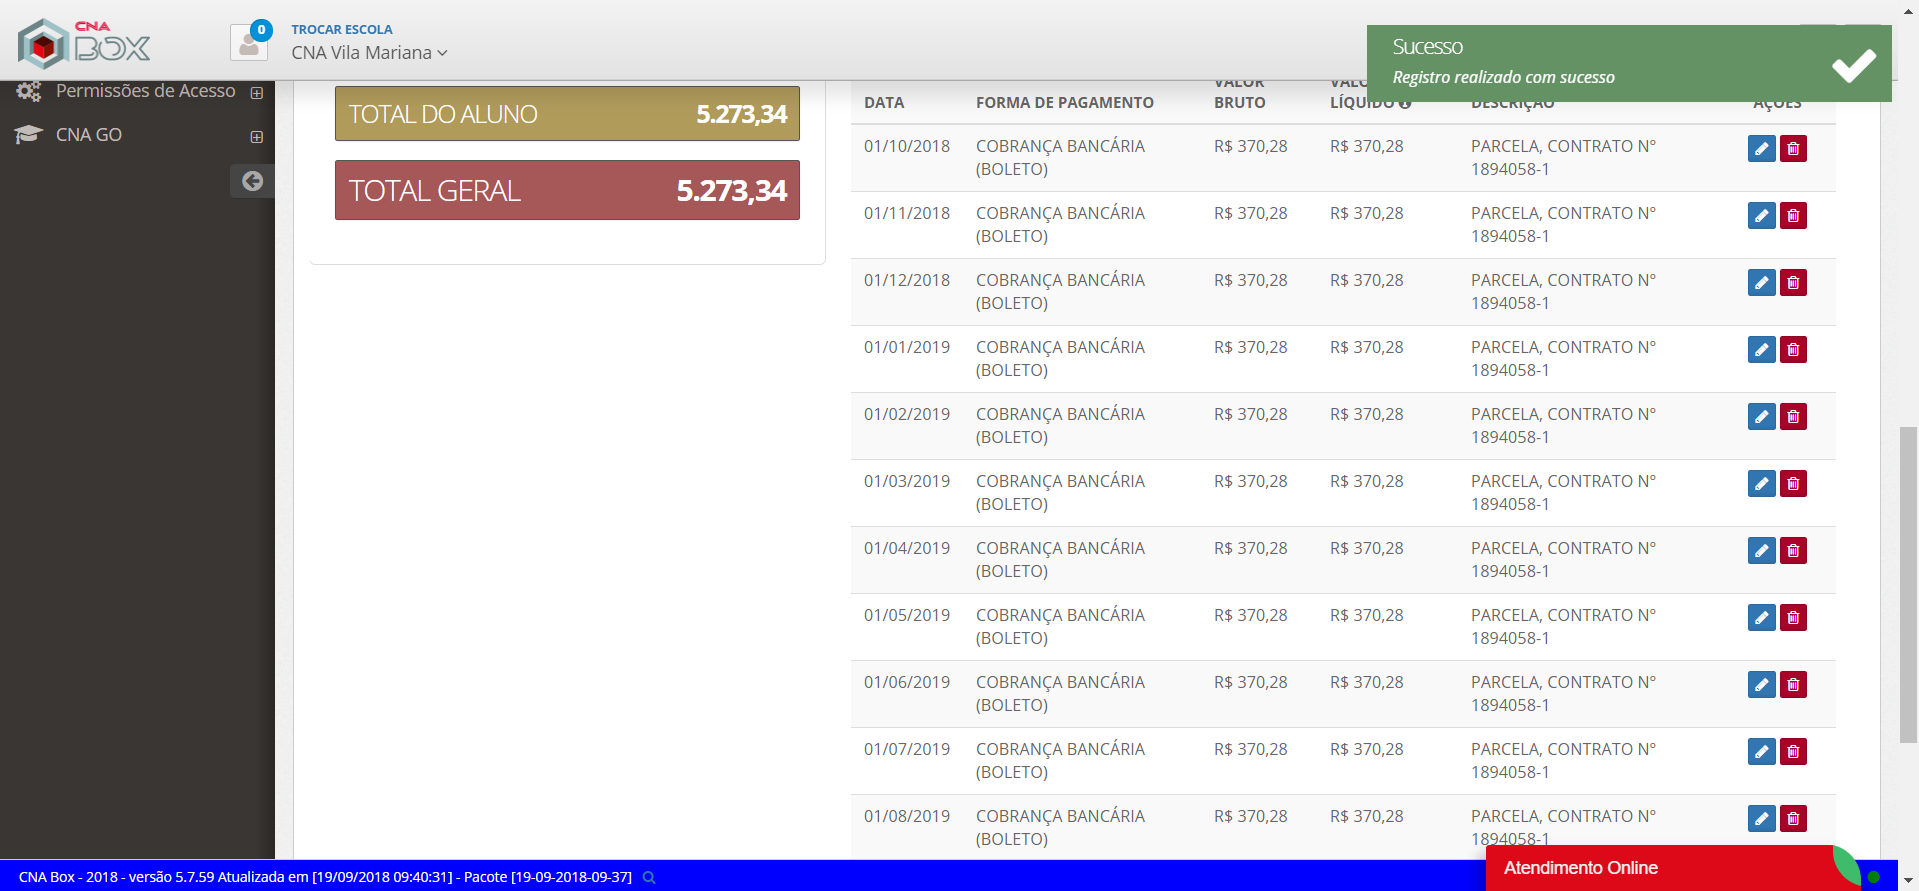 CNA
BOX
0
TROCAR ESCOLA
CNA Vila Mariana
Sucesso
Registro realizado com sucesso
Permissões de Acesso
CNA GO
TOTAL DO ALUNO 5.273,34
TOTAL GERAL 5.273,34
DATA FORMA DE PAGAMENTO VALOR BRUTO VALOR LÍQUIDO DESCRIÇÃO AÇÕES
01/10/2018 COBRANÇA BANCÁRIA R$ 370,28 R$ 370,28 PARCELA, CONTRATO Nº
(BOLETO) 1894058-1
01/11/2018 COBRANÇA BANCÁRIA R$ 370,28 R$ 370,28 PARCELA, CONTRATO Nº
(BOLETO) 1894058-1
01/12/2018 COBRANÇA BANCÁRIA R$ 370,28 R$ 370,28 PARCELA, CONTRATO Nº
(BOLETO) 1894058-1
01/01/2019 COBRANÇA BANCÁRIA R$ 370,28 R$ 370,28 PARCELA, CONTRATO Nº
(BOLETO) 1894058-1
01/02/2019 COBRANÇA BANCÁRIA R$ 370,28 R$ 370,28 PARCELA, CONTRATO Nº
(BOLETO) 1894058-1
01/03/2019 COBRANÇA BANCÁRIA R$ 370,28 R$ 370,28 PARCELA, CONTRATO Nº
(BOLETO) 1894058-1
01/04/2019 COBRANÇA BANCÁRIA R$ 370,28 R$ 370,28 PARCELA, CONTRATO Nº
(BOLETO) 1894058-1
01/05/2019 COBRANÇA BANCÁRIA R$ 370,28 R$ 370,28 PARCELA, CONTRATO Nº
(BOLETO) 1894058-1
01/06/2019 COBRANÇA BANCÁRIA R$ 370,28 R$ 370,28 PARCELA, CONTRATO Nº
(BOLETO) 1894058-1
01/07/2019 COBRANÇA BANCÁRIA R$ 370,28 R$ 370,28 PARCELA, CONTRATO Nº
(BOLETO) 1894058-1
01/08/2019 COBRANÇA BANCÁRIA R$ 370,28 R$ 370,28 PARCELA, CONTRATO Nº
(BOLETO) 1894058-1
CNA Box - 2018 - versão 5.7.59 Atualizada em [19/09/2018 09:40:31] - Pacote [19-09-2018-09-37]
Atendimento Online